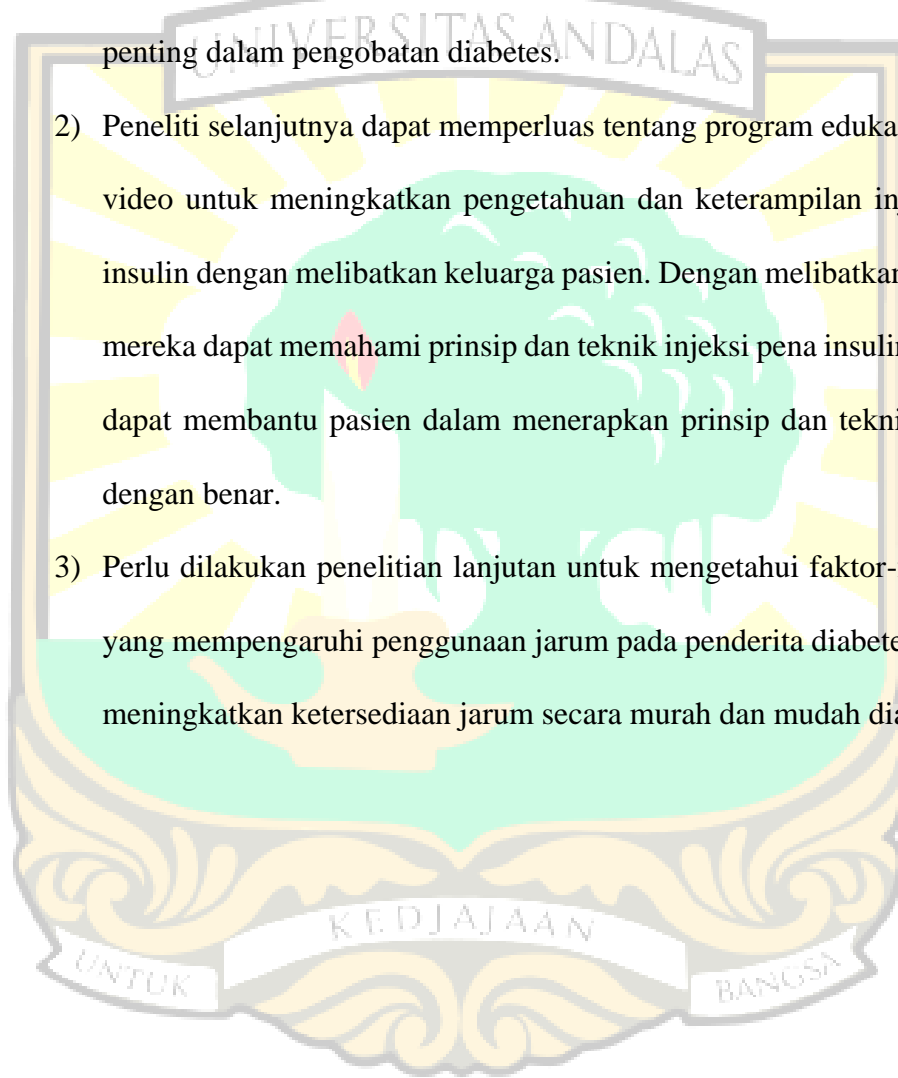 UNIVERSITAS ANDALAS
penting dalam pengobatan diabetes.
2) Peneliti selanjutnya dapat memperluas tentang program eduka
video untuk meningkatkan pengetahuan dan keterampilan in
insulin dengan melibatkan keluarga pasien. Dengan melibatkan
mereka dapat memahami prinsip dan teknik injeksi pena insulin
dapat membantu pasien dalam menerapkan prinsip dan tekni
dengan benar.
3) Perlu dilakukan penelitian lanjutan untuk mengetahui faktor-
yang mempengaruhi penggunaan jarum pada penderita diabete
meningkatkan ketersediaan jarum secara murah dan mudah dia
UNTUK KEDJAJAAN BANGSA